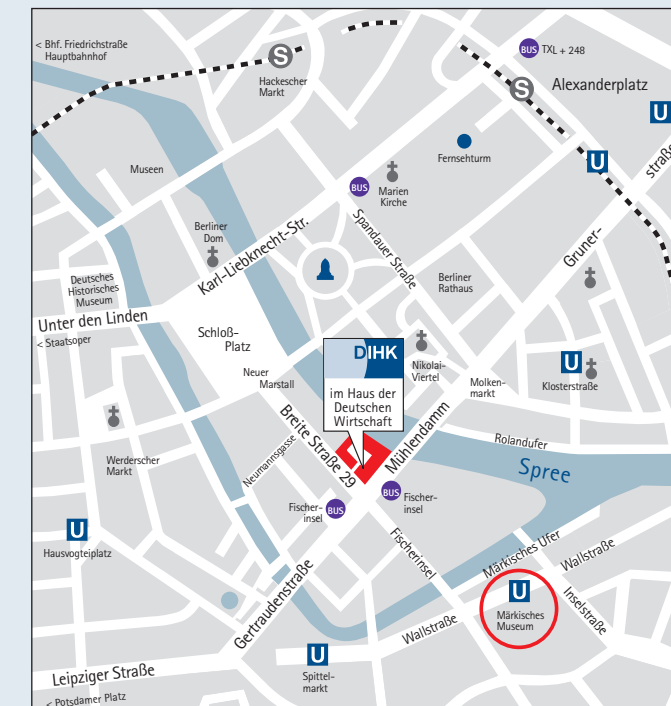 < Bhf. Friedrichstraße
Hauptbahnhof
S
Hackescher
Markt
BUS
BUS TXL + 248
S
Alexanderplatz
U
U
straße
Gruner-
Fernsehturm
Museen
BUS
Marien
Kirche
Berliner
Dom
Karl-Liebknecht-Str.
Spandauer Straße
Deutsches
Historisches
Museum
Berliner
Rathaus
Unter den Linden
< Staatsoper
Schloß-
Platz
Neuer
Marstall
DIHK
im Haus der
Deutschen
Wirtschaft
Nikolai-
Viertel
Molken-
markt
U
Klosterstraße
Breite Straße 29
Mühlendamm
Neumannsgasse
Rolandufer
Spree
Werderscher
Markt
U
Hausvogteiplatz
Fischer-
insel
BUS
BUS
Fischer-
insel
Fischerinsel
Märkisches Ufer
Wallstraße
Inselstraße
U
Märkisches
Museum
Wallstraße
Gertraudenstraße
U
Spittel-
markt
Leipziger Straße
< Potsdamer Platz